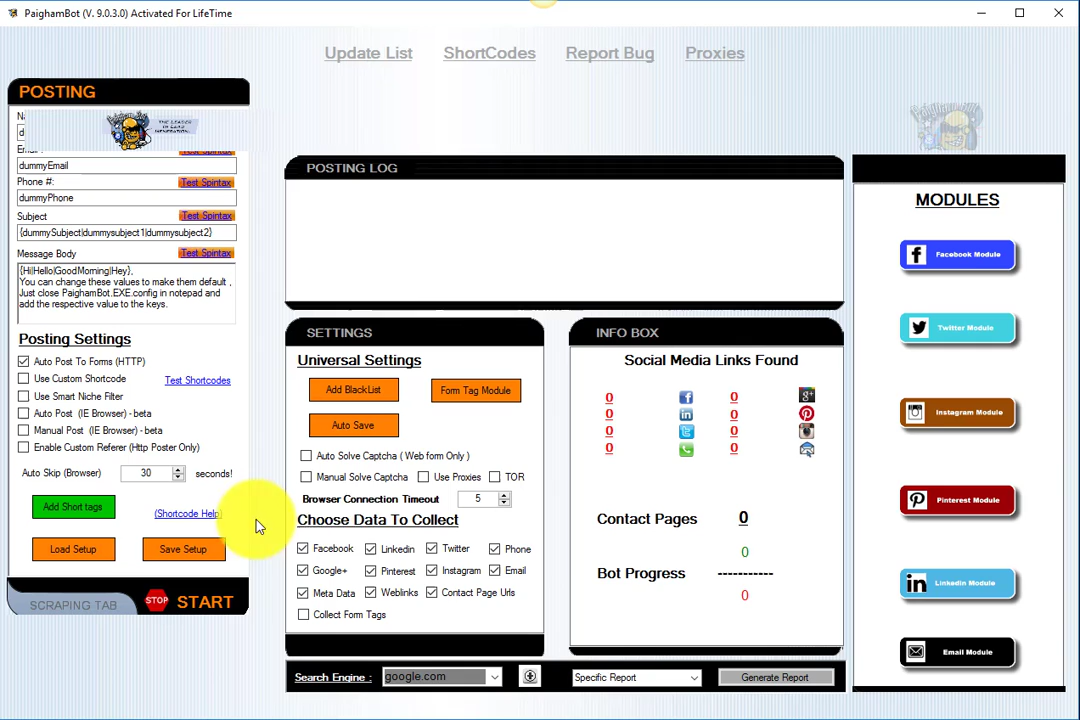 PaighamBot (V. 9.0.3.0) Activated For LifeTime
Update List ShortCodes Report Bug Proxies
POSTING
THE LEADER
IN LEAD
GENERATION.
Test Spintax
dummyEmail
Phone #: Test Spintax
dummyPhone
Subject Test Spintax
{dummySubject|dummysubject1|dummysubject2}
Message Body Test Spintax
{Hi|Hello|GoodMorning|Hey},
You can change these values to make them default ,
Just close PaighamBot.EXE.config in notepad and
add the respective value to the keys.
Posting Settings
Auto Post To Forms (HTTP)
Use Custom Shortcode Test Shortcodes
Use Smart Niche Filter
Auto Post (IE Browser) - beta
Manual Post (IE Browser) - beta
Enable Custom Referer (Http Poster Only)
Auto Skip (Browser) 30 seconds!
Add Short tags (Shortcode Help)
Load Setup Save Setup
SCRAPING TAB STOP START
POSTING LOG
SETTINGS
Universal Settings
Add BlackList Form Tag Module
Auto Save
Auto Solve Captcha ( Web form Only )
Manual Solve Captcha Use Proxies TOR
Browser Connection Timeout 5
Choose Data To Collect
Facebook Linkedin Twitter Phone
Google+ Pinterest Instagram Email
Meta Data Weblinks Contact Page Urls
Collect Form Tags
INFO BOX
Social Media Links Found
0 0
0 0
0 0
0 0
Contact Pages 0
0
Bot Progress -----------
0
Search Engine : google.com Specific Report Generate Report
MODULES
Facebook Module
Twitter Module
Instagram Module
Pinterest Module
Linkedin Module
Email Module